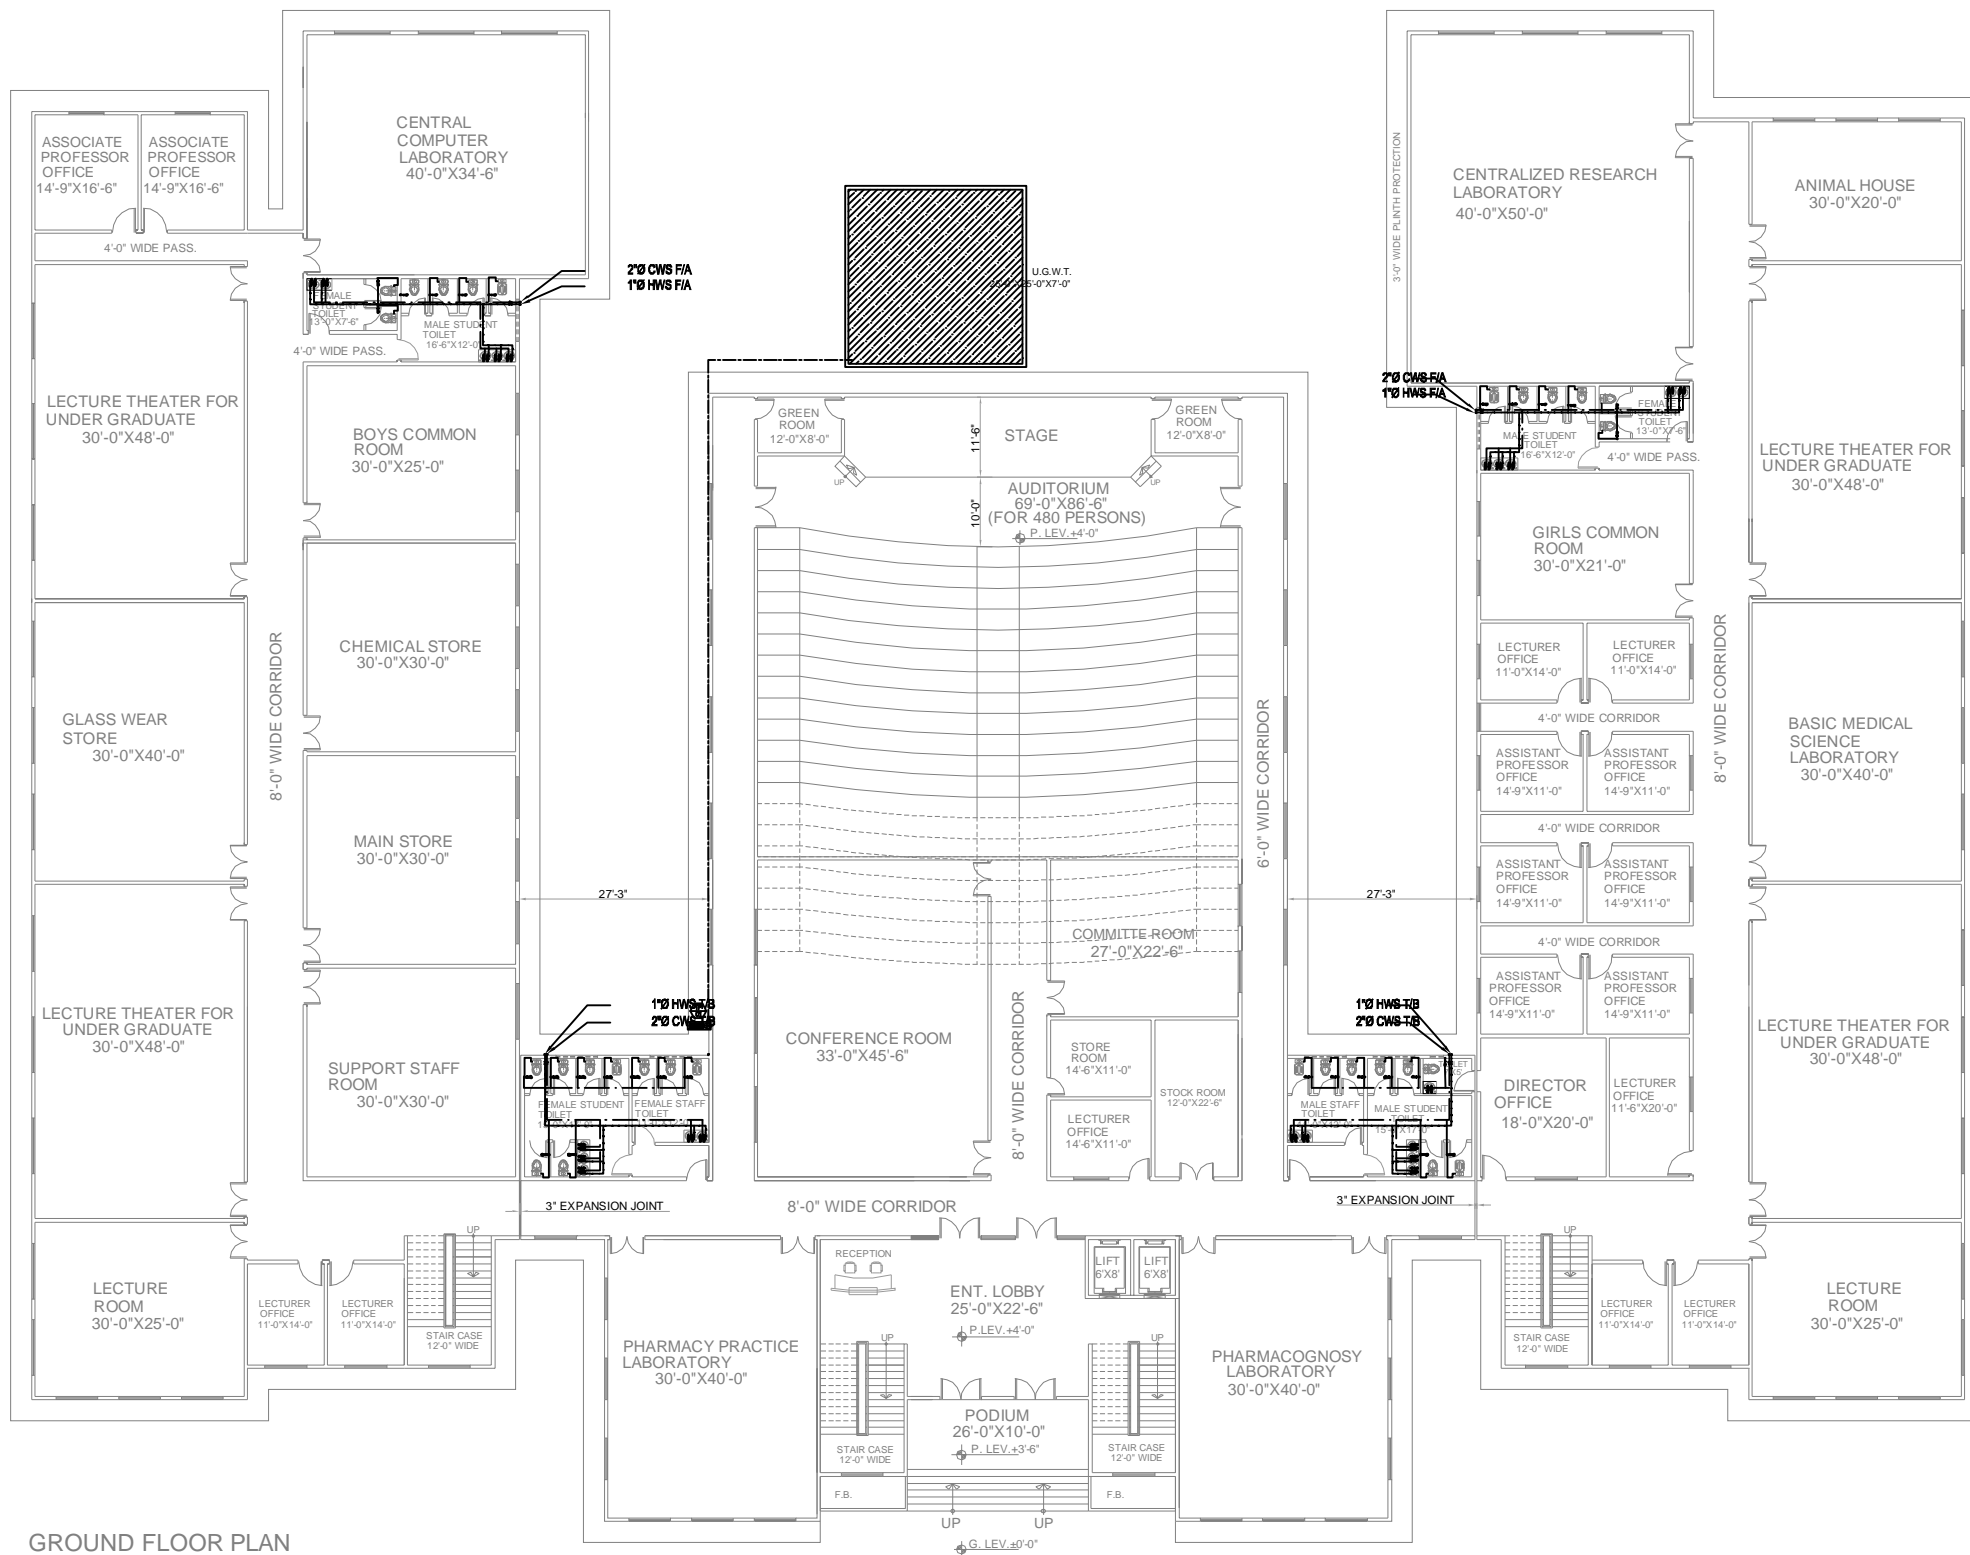 CENTRAL
COMPUTER
LABORATORY
40'-0"X34'-6"
ASSOCIATE
PROFESSOR
OFFICE
14'-9"X16'-6"
ASSOCIATE
PROFESSOR
OFFICE
14'-9"X16'-6"
4'-0" WIDE PASS.
2"Ø CWS F/A
1"Ø HWS F/A
FEMALE
STUDENT
TOILET
13'-0"X7'-6"
MALE STUDENT
TOILET
16'-6"X12'-0"
4'-0" WIDE PASS.
LECTURE THEATER FOR
UNDER GRADUATE
30'-0"X48'-0"
BOYS COMMON
ROOM
30'-0"X25'-0"
CHEMICAL STORE
30'-0"X30'-0"
8'-0" WIDE CORRIDOR
GLASS WEAR
STORE
30'-0"X40'-0"
MAIN STORE
30'-0"X30'-0"
27'-3"
LECTURE THEATER FOR
UNDER GRADUATE
30'-0"X48'-0"
SUPPORT STAFF
ROOM
30'-0"X30'-0"
1"Ø HWS T/B
2"Ø CWS T/B
FEMALE STUDENT
TOILET
FEMALE STAFF
TOILET
3" EXPANSION JOINT
UP
LECTURE
ROOM
30'-0"X25'-0"
LECTURER
OFFICE
11'-0"X14'-0"
LECTURER
OFFICE
11'-0"X14'-0"
STAIR CASE
12'-0" WIDE
U.G.W.T.
GREEN
ROOM
12'-0"X8'-0"
11'-6"
STAGE
GREEN
ROOM
12'-0"X8'-0"
UP
UP
10'-0"
AUDITORIUM
69'-0"X86'-6"
(FOR 480 PERSONS)
P. LEV.+4'-0"
6'-0" WIDE CORRIDOR
COMMITTE ROOM
27'-0"X22'-6"
CONFERENCE ROOM
33'-0"X45'-6"
8'-0" WIDE CORRIDOR
STORE
ROOM
14'-6"X11'-0"
STOCK ROOM
12'-0"X22'-6"
LECTURER
OFFICE
14'-6"X11'-0"
8'-0" WIDE CORRIDOR
RECEPTION
LIFT
6'X8'
LIFT
6'X8'
ENT. LOBBY
25'-0"X22'-6"
P.LEV.+4'-0"
UP
UP
PHARMACY PRACTICE
LABORATORY
30'-0"X40'-0"
PHARMACOGNOSY
LABORATORY
30'-0"X40'-0"
PODIUM
26'-0"X10'-0"
P. LEV.+3'-6"
STAIR CASE
12'-0" WIDE
STAIR CASE
12'-0" WIDE
F.B.
F.B.
UP
UP
G. LEV.±0'-0"
3'-0" WIDE PLINTH PROTECTION
CENTRALIZED RESEARCH
LABORATORY
40'-0"X50'-0"
ANIMAL HOUSE
30'-0"X20'-0"
2"Ø CWS F/A
1"Ø HWS F/A
MALE STUDENT
TOILET
16'-6"X12'-0"
STUDENT
TOILET
13'-0"X7'-6"
4'-0" WIDE PASS.
LECTURE THEATER FOR
UNDER GRADUATE
30'-0"X48'-0"
GIRLS COMMON
ROOM
30'-0"X21'-0"
LECTURER
OFFICE
11'-0"X14'-0"
LECTURER
OFFICE
11'-0"X14'-0"
8'-0" WIDE CORRIDOR
4'-0" WIDE CORRIDOR
ASSISTANT
PROFESSOR
OFFICE
14'-9"X11'-0"
ASSISTANT
PROFESSOR
OFFICE
14'-9"X11'-0"
BASIC MEDICAL
SCIENCE
LABORATORY
30'-0"X40'-0"
4'-0" WIDE CORRIDOR
ASSISTANT
PROFESSOR
OFFICE
14'-9"X11'-0"
ASSISTANT
PROFESSOR
OFFICE
14'-9"X11'-0"
27'-3"
4'-0" WIDE CORRIDOR
ASSISTANT
PROFESSOR
OFFICE
14'-9"X11'-0"
ASSISTANT
PROFESSOR
OFFICE
14'-9"X11'-0"
1"Ø HWS T/B
2"Ø CWS T/B
LECTURE THEATER FOR
UNDER GRADUATE
30'-0"X48'-0"
DIRECTOR
OFFICE
18'-0"X20'-0"
LECTURER
OFFICE
11'-6"X20'-0"
MALE STAFF
TOILET
MALE STUDENT
TOILET
3" EXPANSION JOINT
UP
LECTURE
ROOM
30'-0"X25'-0"
LECTURER
OFFICE
11'-0"X14'-0"
LECTURER
OFFICE
11'-0"X14'-0"
STAIR CASE
12'-0" WIDE
GROUND FLOOR PLAN